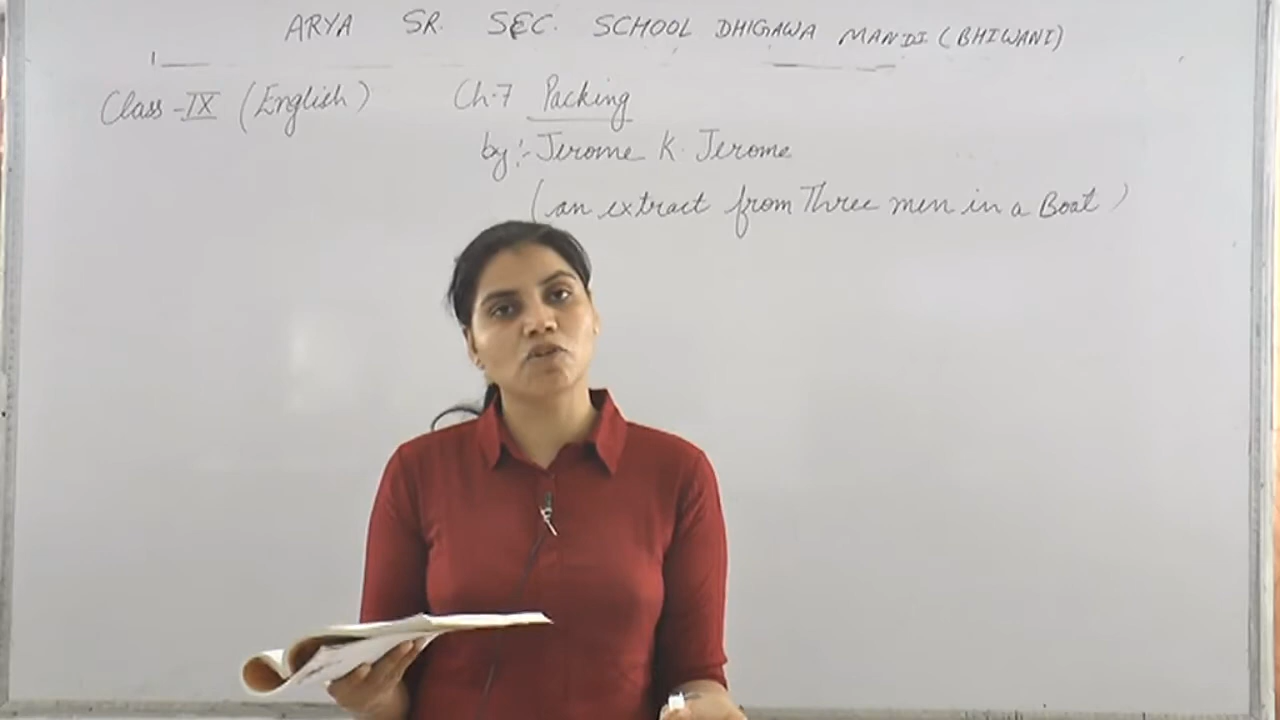 ARYA SR. SEC. SCHOOL DHIGAWA MANDI (BHIWANI)
Class-IX (English) Ch.7 Packing
by:- Jerome K. Jerome
(an extract from Three men in a Boat)